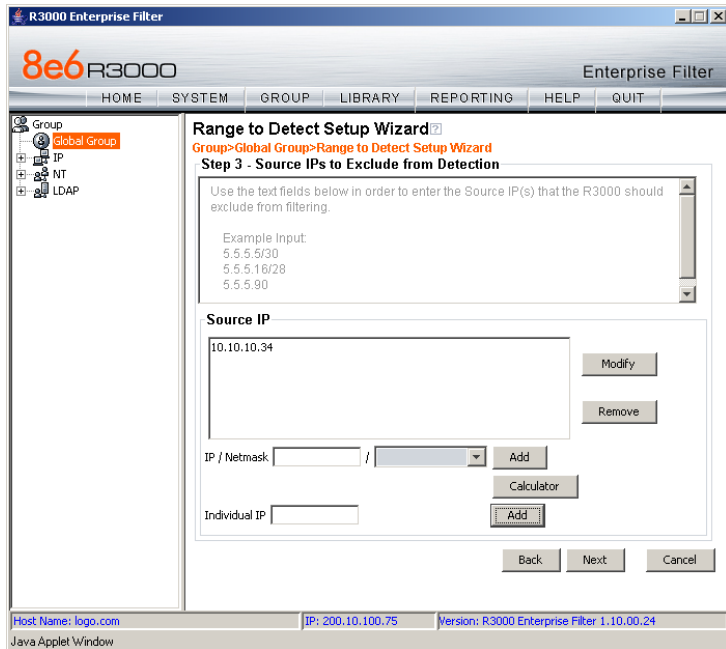 R3000 Enterprise Filter
8e6 R3000
Enterprise Filter
HOME SYSTEM GROUP LIBRARY REPORTING HELP QUIT
Group
Global Group
IP
NT
LDAP
Range to Detect Setup Wizard?
Group>Global Group>Range to Detect Setup Wizard
Step 3 - Source IPs to Exclude from Detection
Use the text fields below in order to enter the Source IP(s) that the R3000 should
exclude from filtering.
Example Input:
5.5.5.5/30
5.5.5.16/28
5.5.5.90
Source IP
10.10.10.34
Modify
Remove
IP / Netmask / Add
Calculator
Individual IP Add
Back Next Cancel
Host Name: logo.com IP: 200.10.100.75 Version: R3000 Enterprise Filter 1.10.00.24
Java Applet Window